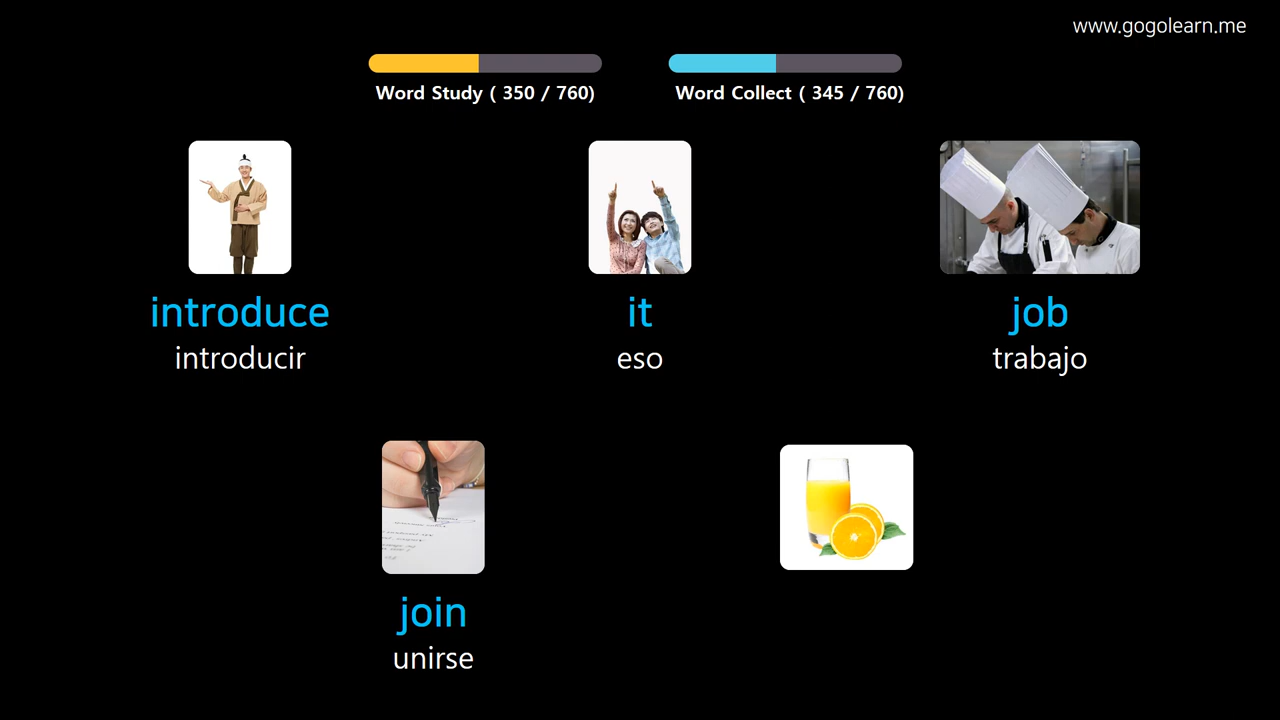 www.gogolearn.me
Word Study ( 350 / 760)
Word Collect ( 345 / 760)
introduce
introducir
it
eso
job
trabajo
join
unirse